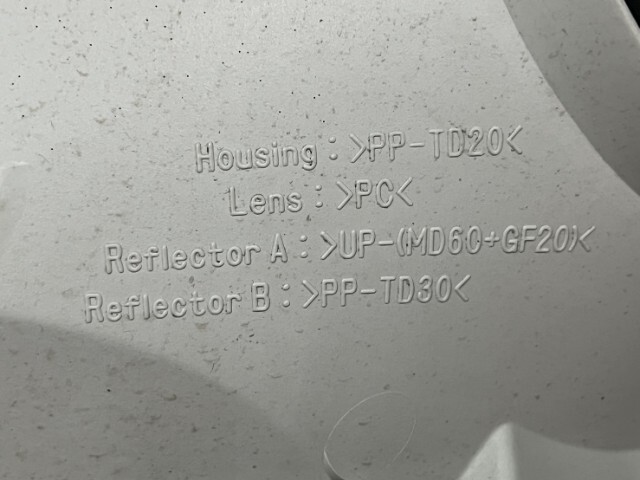 Housing : >PP-TD20<
Lens : >PC<
Reflector A : >UP-(MD60+GF20)<
Reflector B : >PP-TD30<